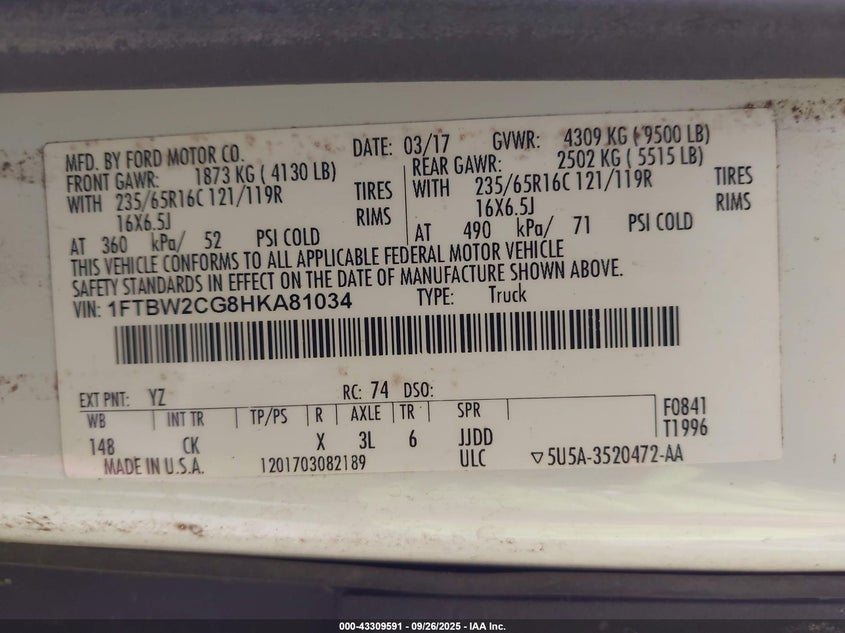 MFD. BY FORD MOTOR CO. DATE: 03/17 GVWR: 4309 KG ( 9500 LB)
FRONT GAWR: 1873 KG ( 4130 LB) REAR GAWR: 2502 KG ( 5515 LB)
WITH 235/65R16C 121/119R TIRES WITH 235/65R16C 121/119R TIRES
16X6.5J RIMS 16X6.5J RIMS
AT 360 kPa/ 52 PSI COLD AT 490 kPa/ 71 PSI COLD
THIS VEHICLE CONFORMS TO ALL APPLICABLE FEDERAL MOTOR VEHICLE
SAFETY STANDARDS IN EFFECT ON THE DATE OF MANUFACTURE SHOWN ABOVE.
VIN: 1FTBW2CG8HKA81034 TYPE: Truck
EXT PNT: YZ RC: 74 DSO:
WB INT TR TP/PS R AXLE TR SPR F0841
148 CK X 3L 6 JJDD T1996
MADE IN U.S.A. 1201703082189 ULC ▽5U5A-3520472-AA
000-43309591 - 09/26/2025 - IAA Inc.